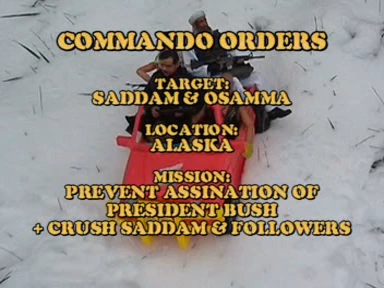 COMMANDO ORDERS
TARGET:
SADDAM & OSAMMA
LOCATION:
ALASKA
MISSION:
PREVENT ASSINATION OF
PRESIDENT BUSH
+ CRUSH SADDAM & FOLLOWERS